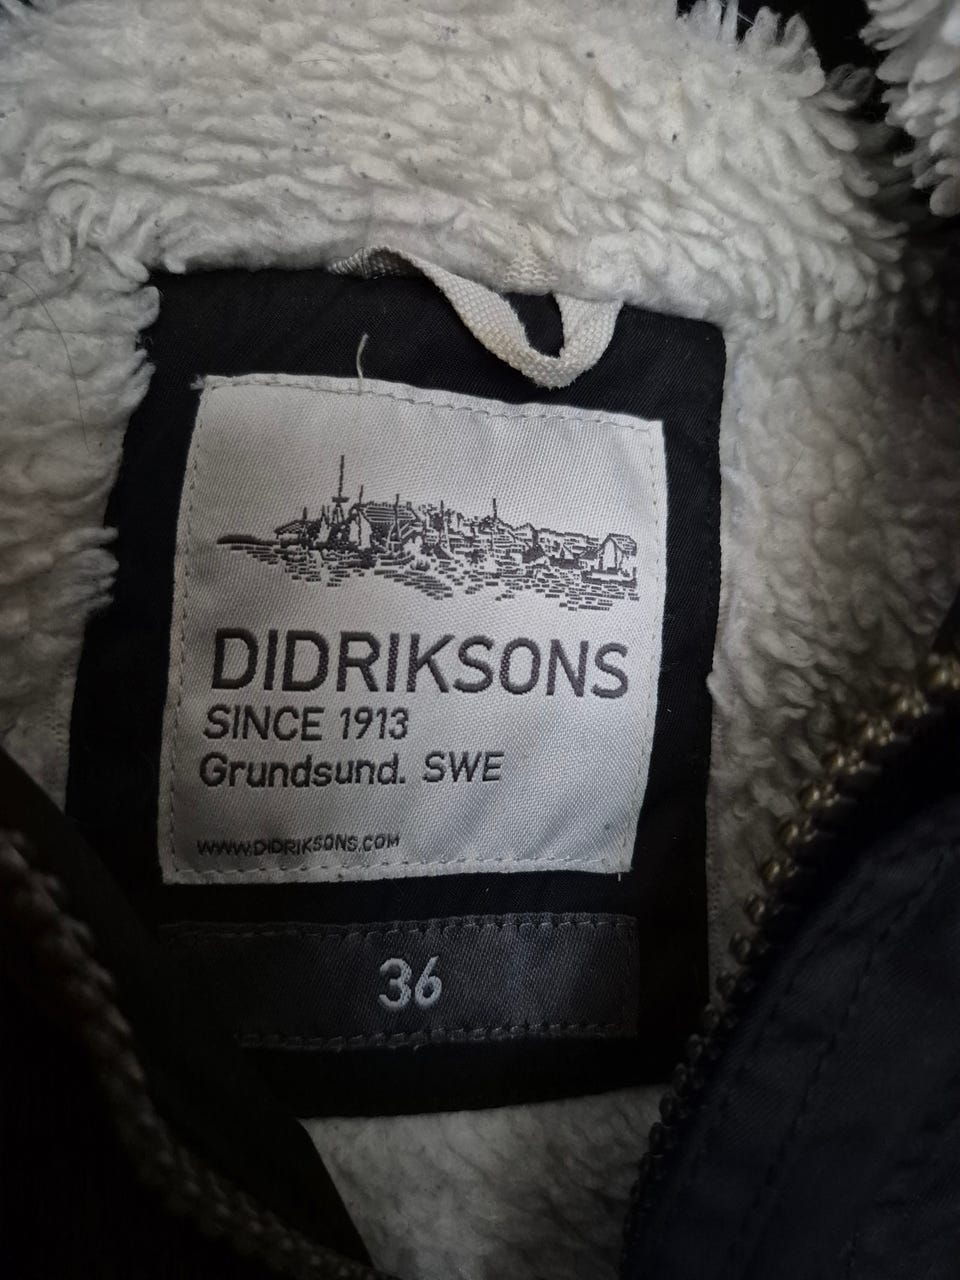 DIDRIKSONS
SINCE 1913
Grundsund. SWE
WWW.DIDRIKSONS.COM
36